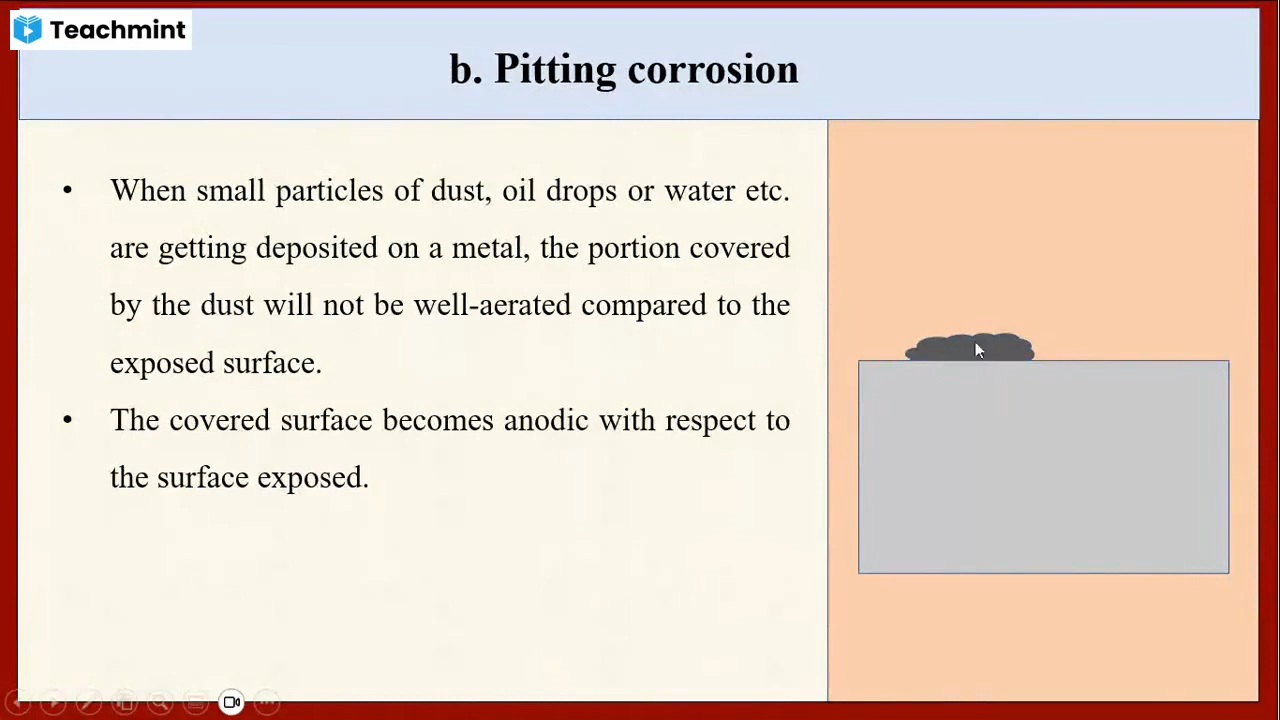 Teachmint
b. Pitting corrosion
• When small particles of dust, oil drops or water etc.
are getting deposited on a metal, the portion covered
by the dust will not be well-aerated compared to the
exposed surface.
• The covered surface becomes anodic with respect to
the surface exposed.